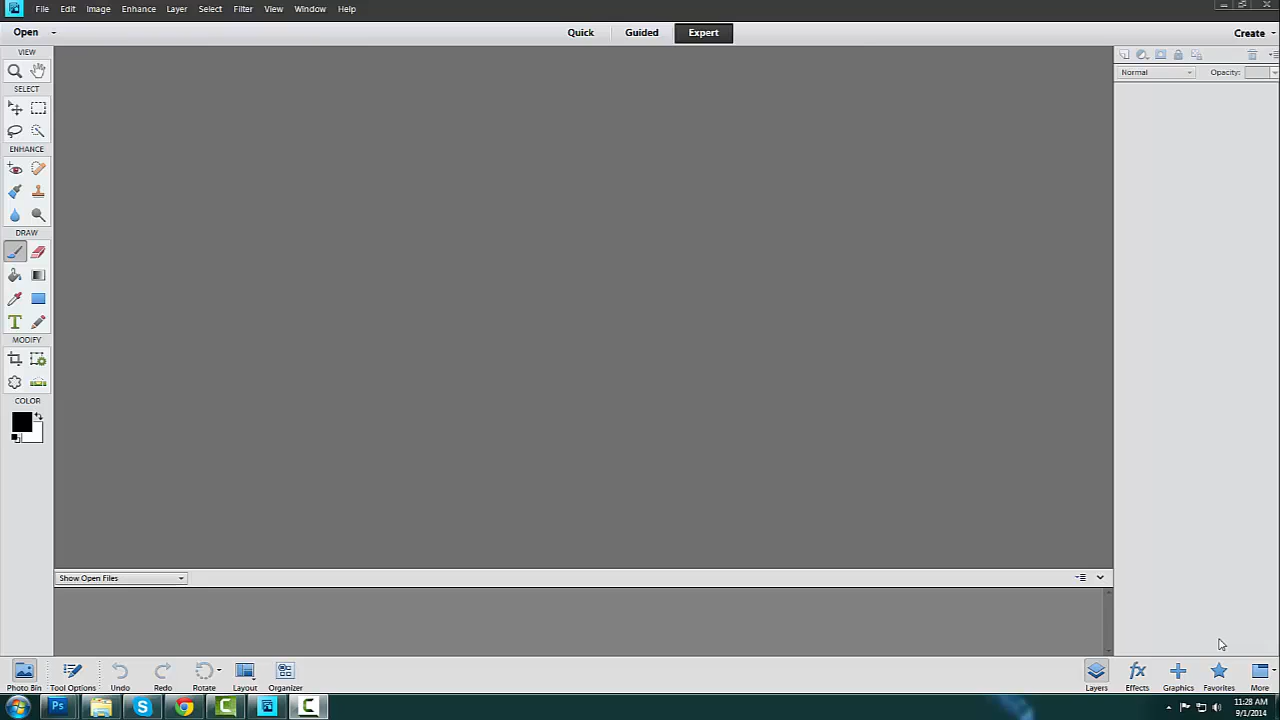 File Edit Image Enhance Layer Select Filter View Window Help
Open Quick Guided Expert Create
VIEW
Normal Opacity:
SELECT
ENHANCE
DRAW
T
MODIFY
COLOR
Show Open Files
fx
Photo Bin Tool Options Undo Redo Rotate Layout Organizer Layers Effects Graphics Favorites More
Ps S C C
11:28 AM
9/1/2014